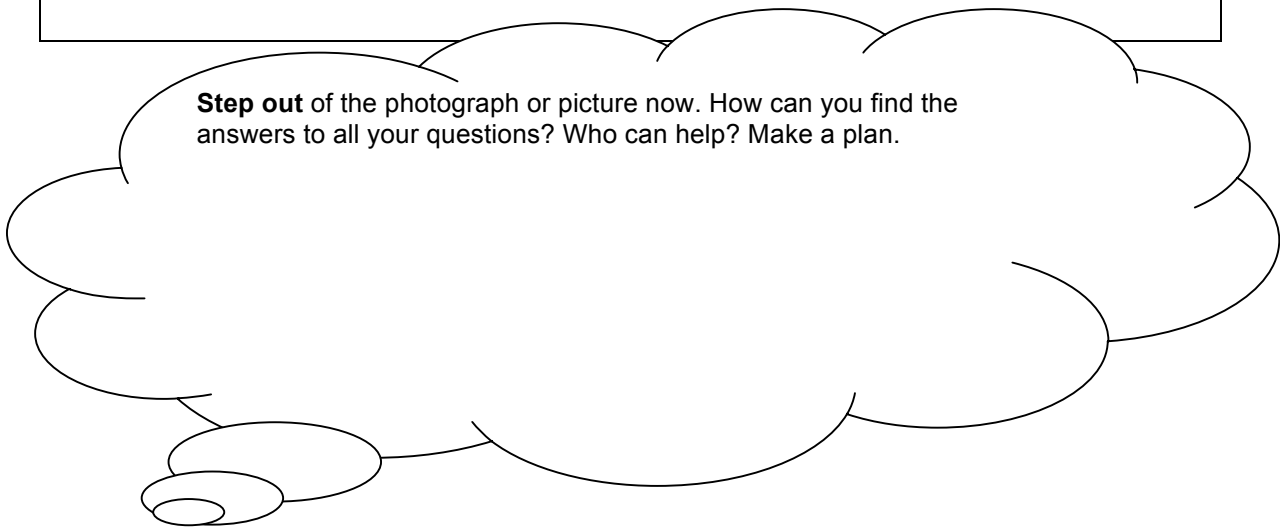 Step out of the photograph or picture now. How can you find the
answers to all your questions? Who can help? Make a plan.